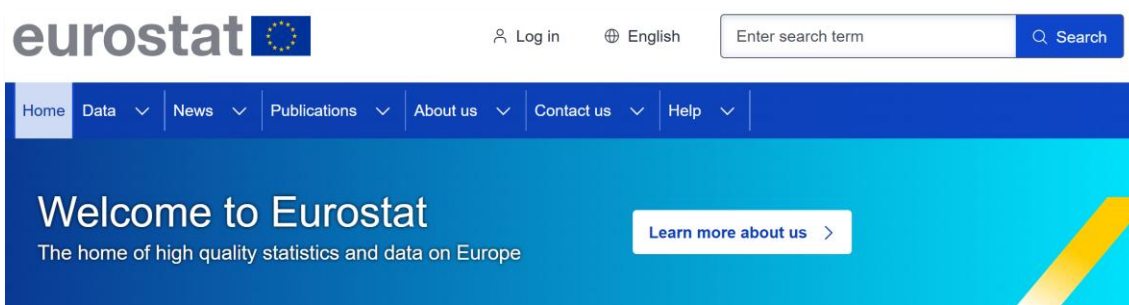 eurostat
Log in
English
Enter search term
Search
Home
Data
News
Publications
About us
Contact us
Help
Welcome to Eurostat
The home of high quality statistics and data on Europe
Learn more about us